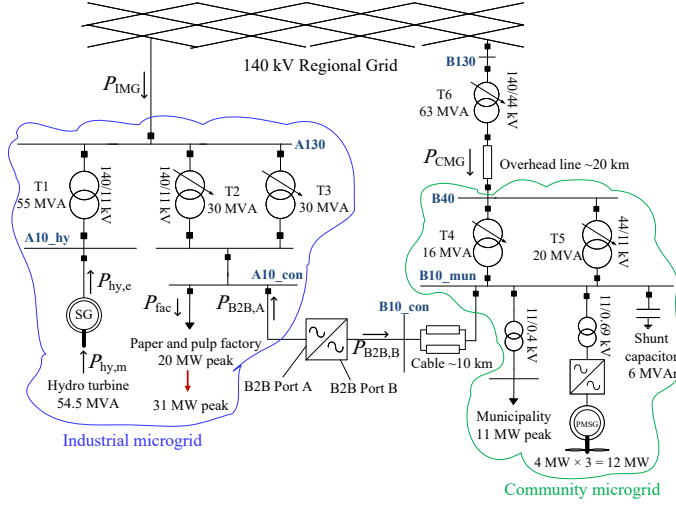 140 kV Regional Grid
P_IMG
B130
T6
63 MVA
140/44 kV
P_CMG
Overhead line ~20 km
A130
T1
55 MVA
140/11 kV
140/11 kV
T2
30 MVA
T3
30 MVA
B40
T4
16 MVA
T5
20 MVA
44/11 kV
A10_hy
A10_con
B10_mun
P_hy,e
SG
P_hy,m
Hydro turbine
54.5 MVA
P_fac
P_B2B,A
Paper and pulp factory
20 MW peak
31 MW peak
B2B Port A
B2B Port B
P_B2B,B
B10_con
Cable ~10 km
11/0.4 kV
11/0.69 kV
Shunt
capacitor
6 MVAr
Municipality
11 MW peak
PMSG
4 MW × 3 = 12 MW
Industrial microgrid
Community microgrid